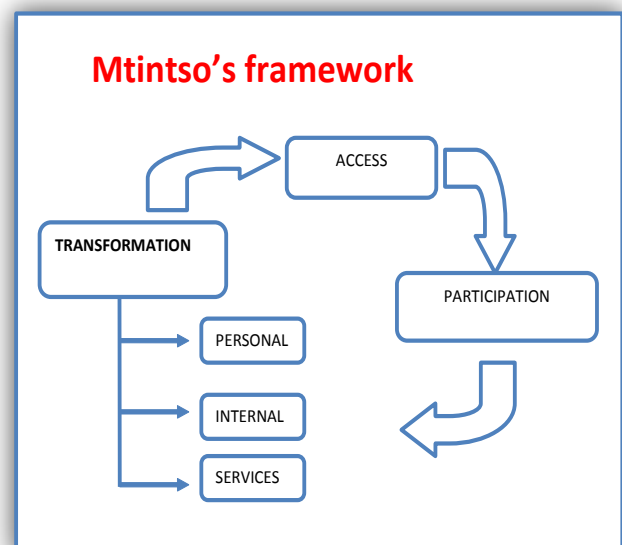 Mtintso’s framework
ACCESS
TRANSFORMATION
PARTICIPATION
PERSONAL
INTERNAL
SERVICES